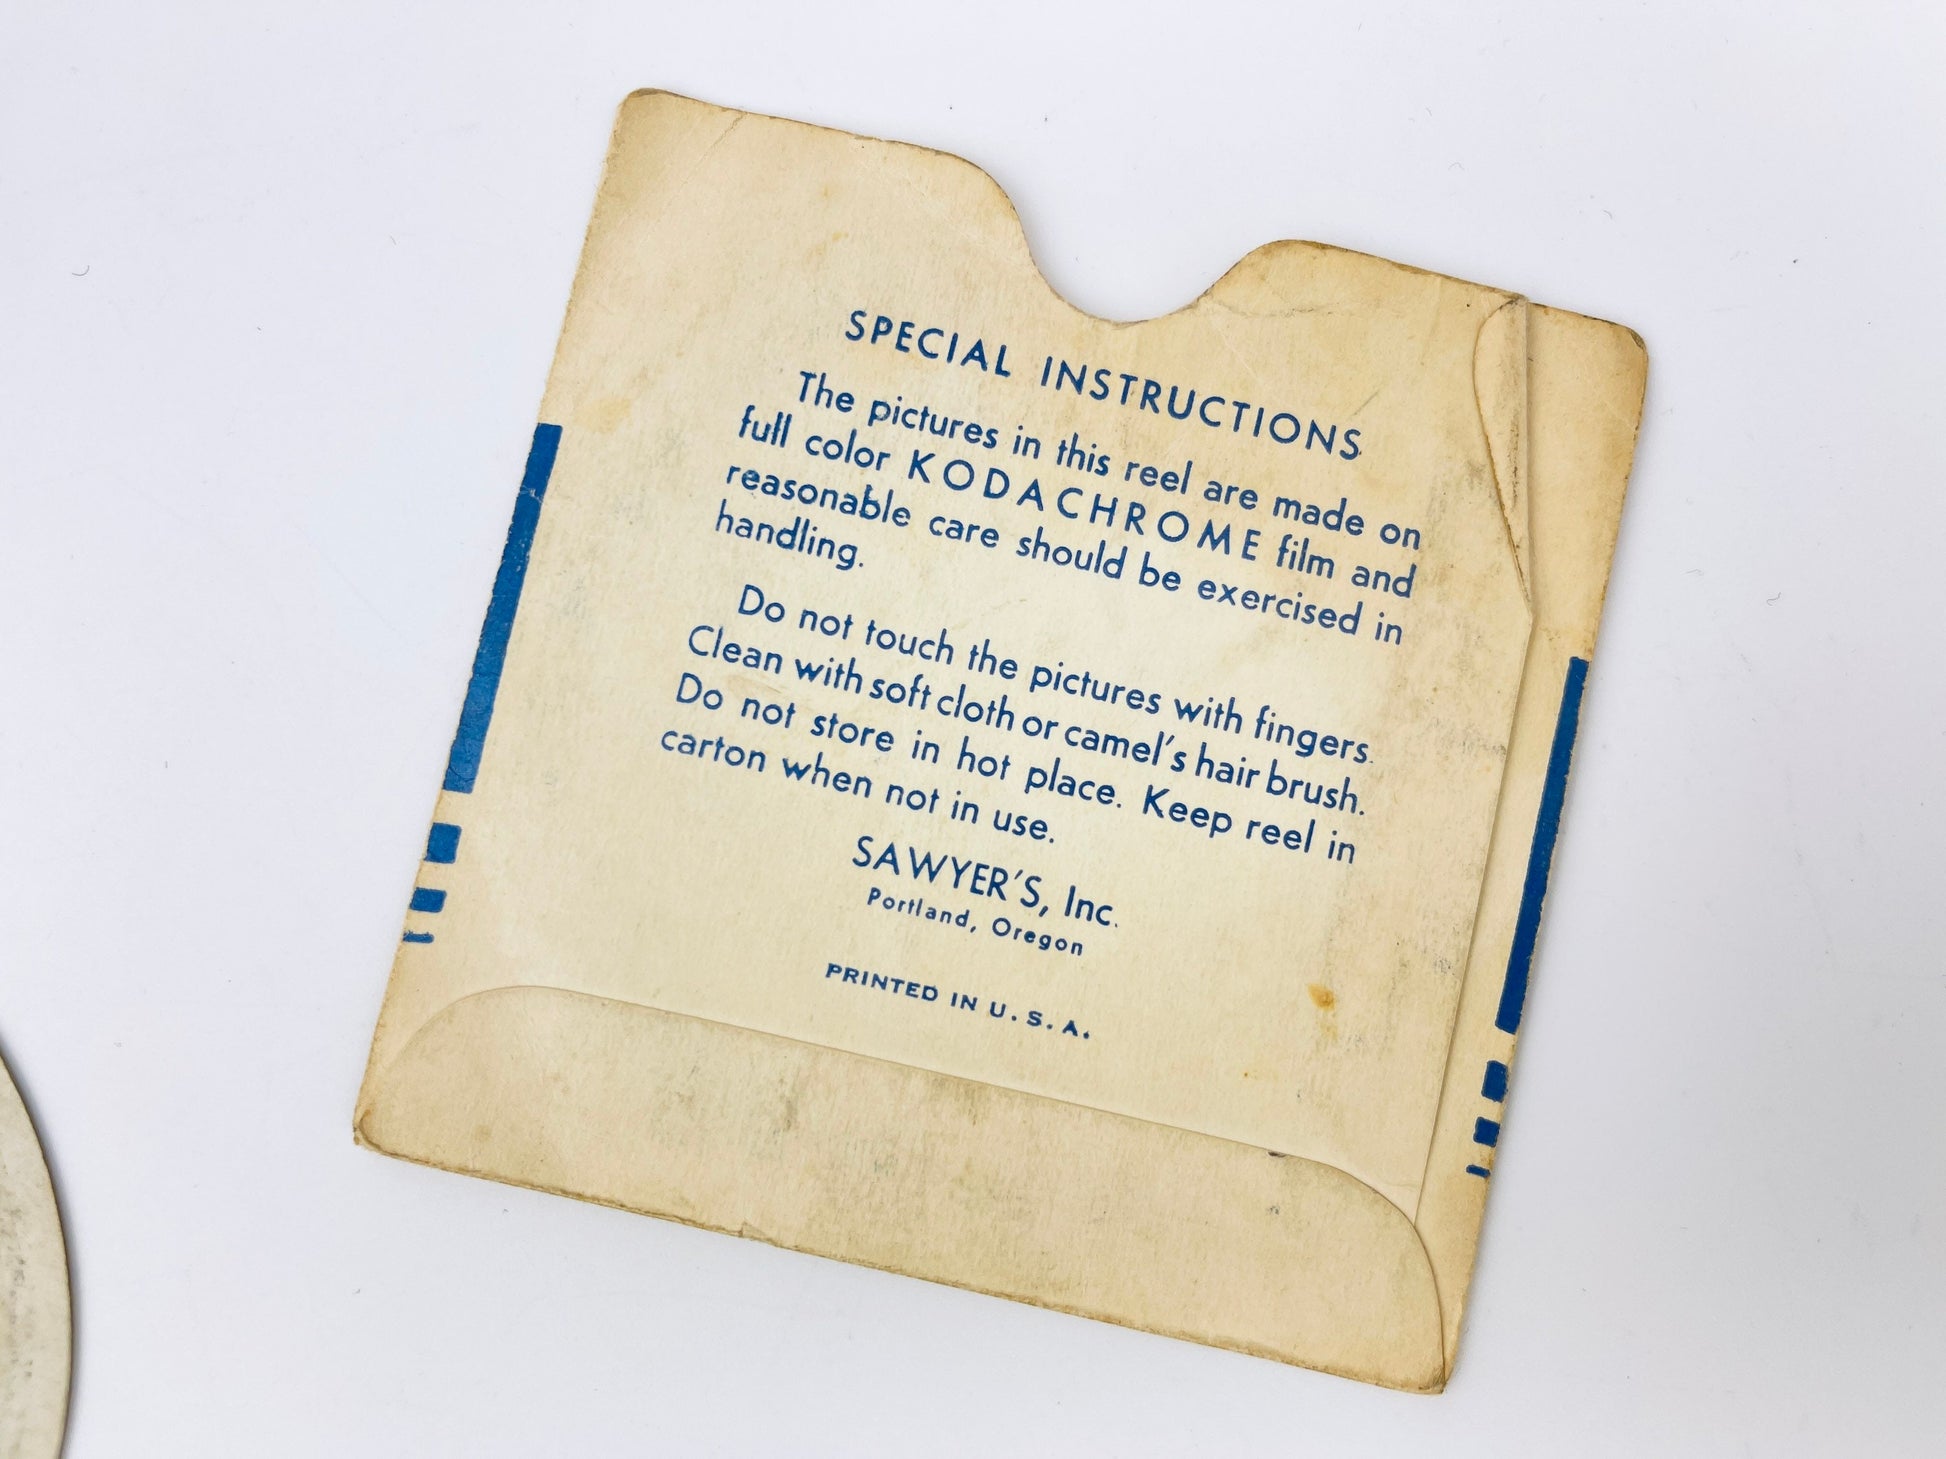 SPECIAL INSTRUCTIONS
The pictures in this reel are made on
full color KODACHROME film and
reasonable care should be exercised in
handling.
Do not touch the pictures with fingers.
Clean with soft cloth or camel's hair brush.
Do not store in hot place. Keep reel in
carton when not in use.
SAWYER'S, Inc.
Portland, Oregon
PRINTED IN U. S. A.